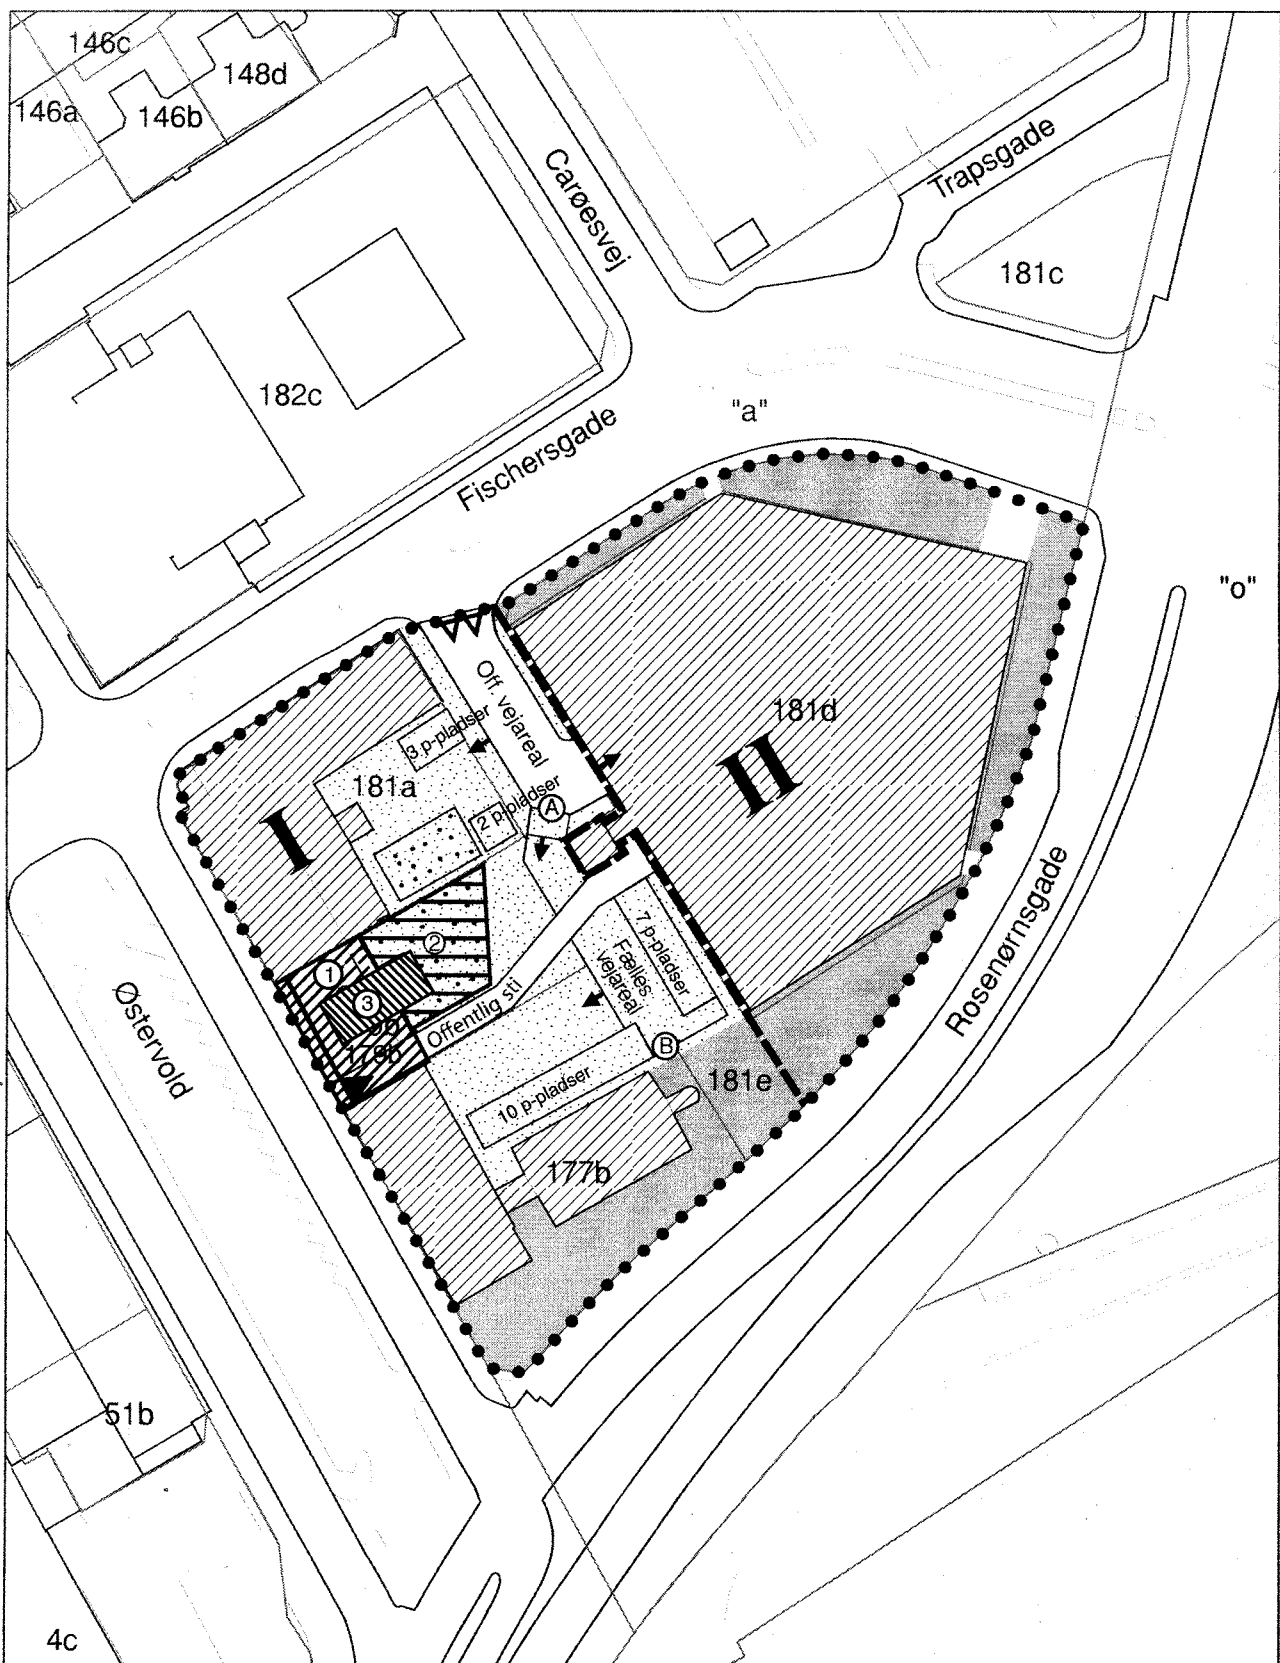 146c
148d
146a
146b
Carøesvej
Trapsgade
181c
182c
"a"
Fischersgade
"o"
Off. vejareal
181d
3 p-pladser
II
181a
2 p-pladser
A
I
Rosenørnsgade
2
7 p-pladser
Fælles
vejareal
1
3
Østervold
Offentlig sti
179b
B
181e
10 p-pladser
177b
51b
4c